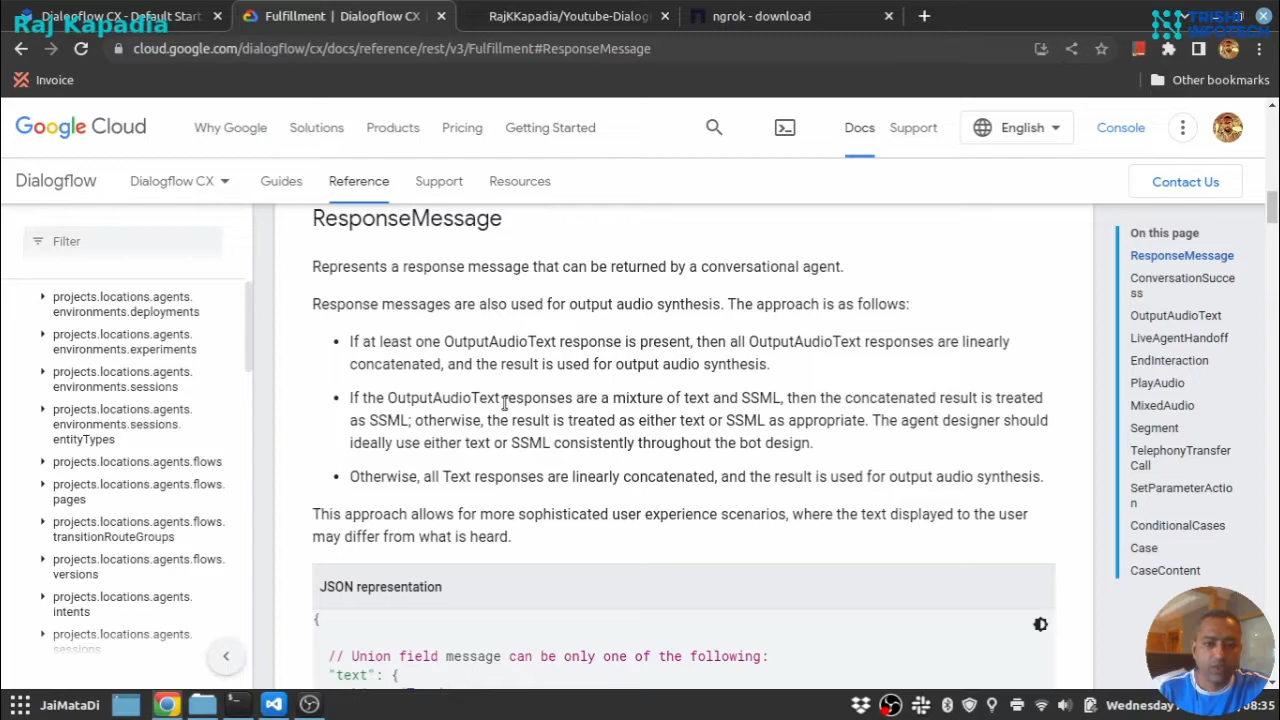 Dialogflow CX - Default Start
Fulfillment | Dialogflow CX
RajKKapadia/Youtube-Dialog
ngrok - download
Raj Kapadia
TRISHI
INFOTECH
cloud.google.com/dialogflow/cx/docs/reference/rest/v3/Fulfillment#ResponseMessage
Invoice
Other bookmarks
Google Cloud
Why Google
Solutions
Products
Pricing
Getting Started
Docs
Support
English
Console
Dialogflow
Dialogflow CX
Guides
Reference
Support
Resources
Contact Us
Filter
projects.locations.agents.
environments.deployments
projects.locations.agents.
environments.experiments
projects.locations.agents.
environments.sessions
projects.locations.agents.
environments.sessions.
entityTypes
projects.locations.agents.flows
projects.locations.agents.flows.
pages
projects.locations.agents.flows.
transitionRouteGroups
projects.locations.agents.flows.
versions
projects.locations.agents.
intents
projects.locations.agents.
sessions
ResponseMessage
Represents a response message that can be returned by a conversational agent.
Response messages are also used for output audio synthesis. The approach is as follows:
• If at least one OutputAudioText response is present, then all OutputAudioText responses are linearly
concatenated, and the result is used for output audio synthesis.
• If the OutputAudioText responses are a mixture of text and SSML, then the concatenated result is treated
as SSML; otherwise, the result is treated as either text or SSML as appropriate. The agent designer should
ideally use either text or SSML consistently throughout the bot design.
• Otherwise, all Text responses are linearly concatenated, and the result is used for output audio synthesis.
This approach allows for more sophisticated user experience scenarios, where the text displayed to the user
may differ from what is heard.
JSON representation
{
// Union field message can be only one of the following:
"text": {
On this page
ResponseMessage
ConversationSucce
ss
OutputAudioText
LiveAgentHandoff
EndInteraction
PlayAudio
MixedAudio
Segment
TelephonyTransfer
Call
SetParameterActio
n
ConditionalCases
Case
CaseContent
JaiMataDi
Wednesday
08:35